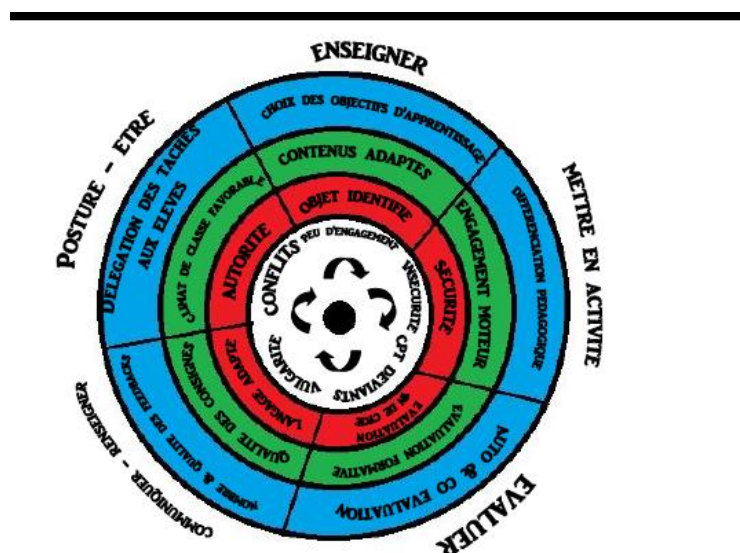 ENSEIGNER
METTRE EN ACTIVITE
EVALUER
COMMUNIQUER - RENSEIGNER
POSTURE - ETRE
CHOIX DES OBJECTIFS D'APPRENTISSAGE
DIFFERENCIATION PEDAGOGIQUE
AUTO & CO EVALUATION
NOMBRE & QUALITE DES FEEDBACKS
DELEGATION DES TACHES
AUX ELEVES
CONTENUS ADAPTES
ENGAGEMENT MOTEUR
EVALUATION FORMATIVE
QUALITE DES CONSIGNES
CLIMAT DE CLASSE FAVORABLE
OBJET IDENTIFIE
SECURITE
EVALUATION
DE
LANGAGE ADAPTE
AUTORITE
PEU D'ENGAGEMENT
INSECURITE
CPT DEVIANTS
VULGARITE
CONFLITS